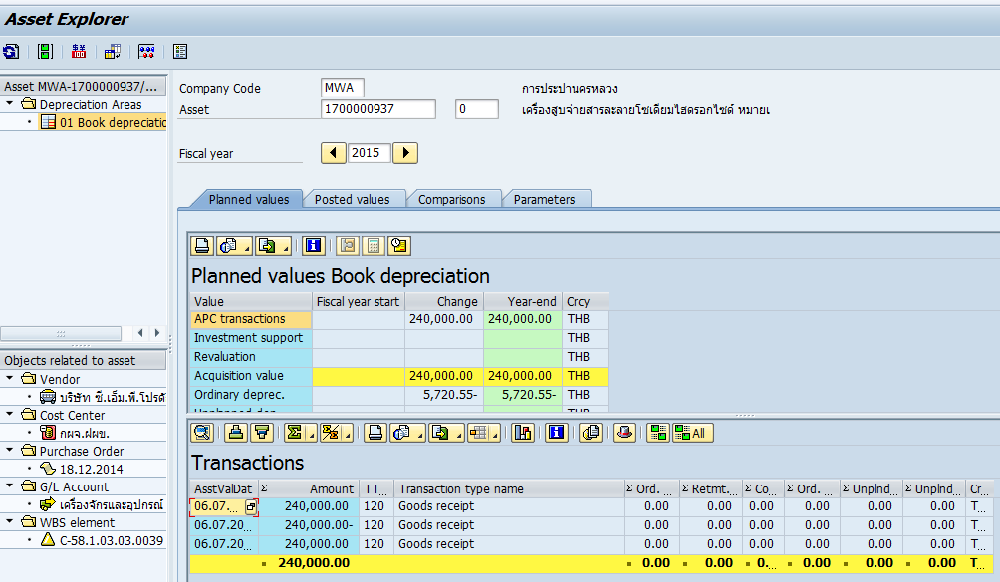 Asset Explorer
Asset MWA-1700000937/...
Depreciation Areas
01 Book depreciatic
Company Code MWA การประปานครหลวง
Asset 1700000937 0 เครื่องสูบจ่ายสารละลายโซเดียมไฮดรอกไซด์ หมายเ
Fiscal year 2015
Planned values Posted values Comparisons Parameters
Planned values Book depreciation
Value Fiscal year start Change Year-end Crcy
APC transactions 240,000.00 240,000.00 THB
Investment support THB
Revaluation THB
Acquisition value 240,000.00 240,000.00 THB
Ordinary deprec. 5,720.55- 5,720.55- THB
Objects related to asset
Vendor
บริษัท ซี.เอ็ม.พี.โปรดั
Cost Center
กผจ.ฝผข.
Purchase Order
18.12.2014
G/L Account
เครื่องจักรและอุปกรณ์
WBS element
C-58.1.03.03.0039
All
Transactions
AsstValDat Σ Amount TT... Transaction type name Σ Ord. ... Σ Retmt... Σ Co... Σ Ord. ... Σ Unplnd... Σ Unplnd... Cr...
06.07.... 240,000.00 120 Goods receipt 0.00 0.00 0.00 0.00 0.00 0.00 T...
06.07.20... 240,000.00- 120 Goods receipt 0.00 0.00 0.00 0.00 0.00 0.00 T...
06.07.20... 240,000.00 120 Goods receipt 0.00 0.00 0.00 0.00 0.00 0.00 T...
▪ 240,000.00 ▪ 0.00 ▪ 0.00 ▪ 0.... ▪ 0.00 ▪ 0.00 ▪ 0.00 T...